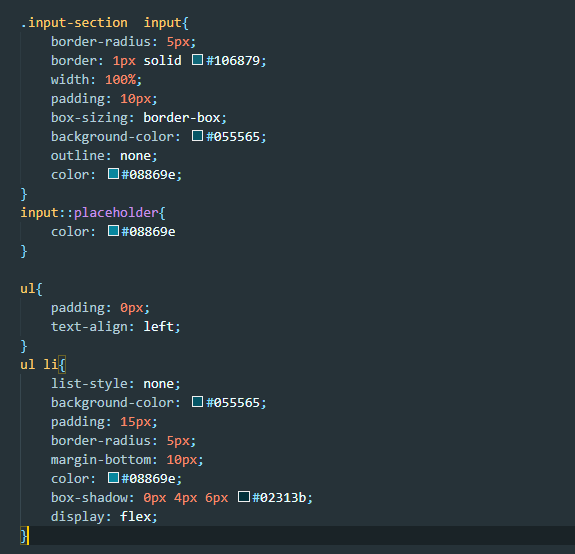 .input-section  input{
    border-radius: 5px;
    border: 1px solid #106879;
    width: 100%;
    padding: 10px;
    box-sizing: border-box;
    background-color: #055565;
    outline: none;
    color: #08869e;
}
input::placeholder{
    color: #08869e
}

ul{
    padding: 0px;
    text-align: left;
}
ul li{
    list-style: none;
    background-color: #055565;
    padding: 15px;
    border-radius: 5px;
    margin-bottom: 10px;
    color: #08869e;
    box-shadow: 0px 4px 6px #02313b;
    display: flex;
}